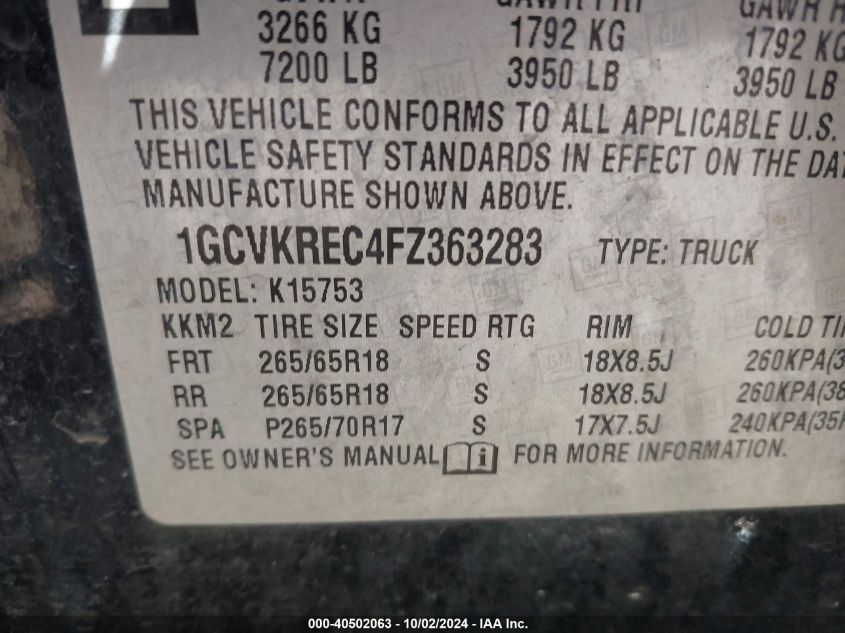 3266 KG 1792 KG 1792 KG
7200 LB 3950 LB 3950 LB
THIS VEHICLE CONFORMS TO ALL APPLICABLE U.S.
VEHICLE SAFETY STANDARDS IN EFFECT ON THE DAT
MANUFACTURE SHOWN ABOVE.
1GCVKREC4FZ363283 TYPE: TRUCK
MODEL: K15753
KKM2 TIRE SIZE SPEED RTG RIM COLD TI
FRT 265/65R18 S 18X8.5J 260KPA(3
RR 265/65R18 S 18X8.5J 260KPA(38
SPA P265/70R17 S 17X7.5J 240KPA(35
SEE OWNER'S MANUAL i FOR MORE INFORMATION.
000-40502063 - 10/02/2024 - IAA Inc.